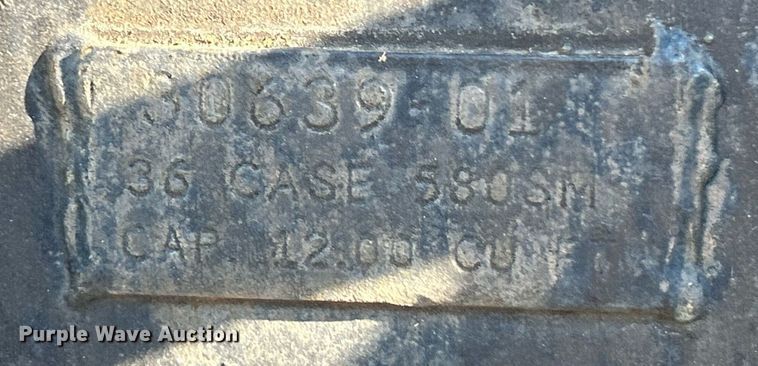 30639-01
36 CASE 580SM
CAP. 12.00 CU FT
Purple Wave Auction